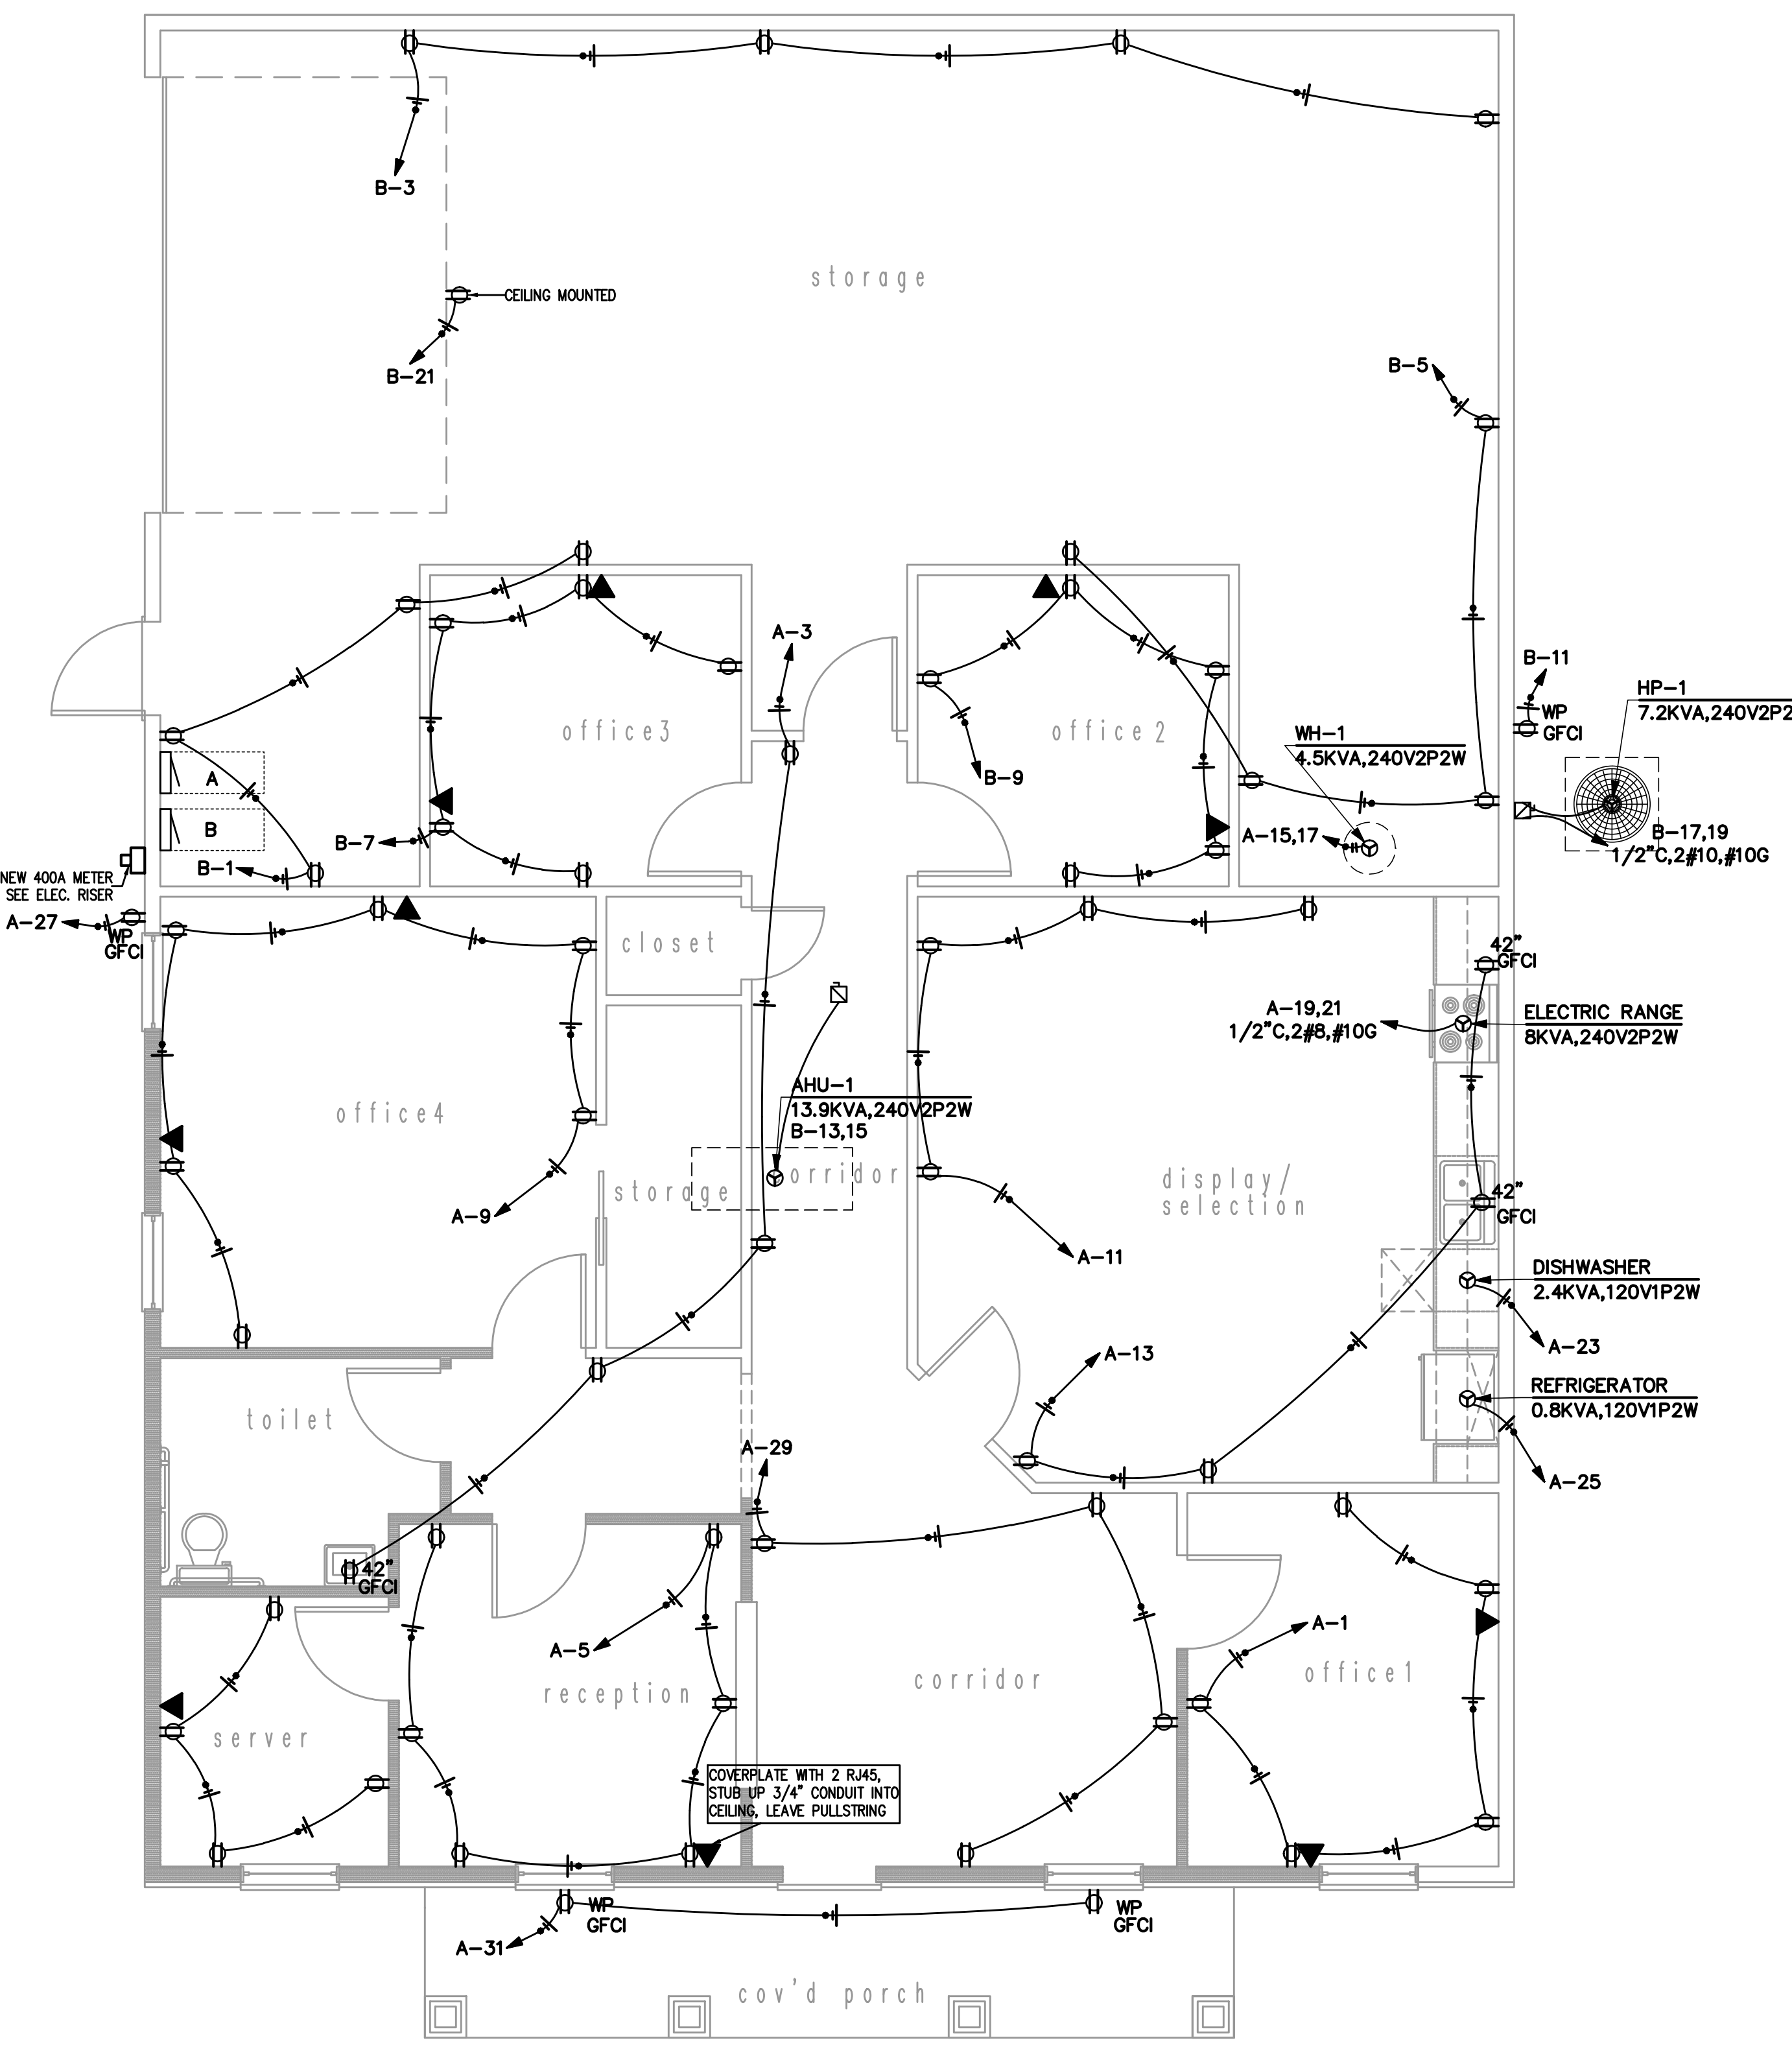 B-3
storage
CEILING MOUNTED
B-21
B-5
A-3
B-11
WP
GFCI
HP-1
7.2KVA,240V2P2
office3
office 2
WH-1
4.5KVA,240V2P2W
A
B-9
B
B-7
A-15,17
B-17,19
1/2"C,2#10,#10G
NEW 400A METER
SEE ELEC. RISER
B-1
A-27
WP
GFCI
closet
42"
GFCI
A-19,21
1/2"C,2#8,#10G
ELECTRIC RANGE
8KVA,240V2P2W
office4
AHU-1
13.9KVA,240V2P2W
B-13,15
storage
corridor
display/
selection
42"
GFCI
A-9
A-11
DISHWASHER
2.4KVA,120V1P2W
A-23
A-13
REFRIGERATOR
0.8KVA,120V1P2W
toilet
A-29
A-25
42"
GFCI
A-5
A-1
reception
corridor
office1
server
COVERPLATE WITH 2 RJ45,
STUB UP 3/4" CONDUIT INTO
CEILING, LEAVE PULLSTRING
WP
GFCI
WP
GFCI
A-31
cov'd porch